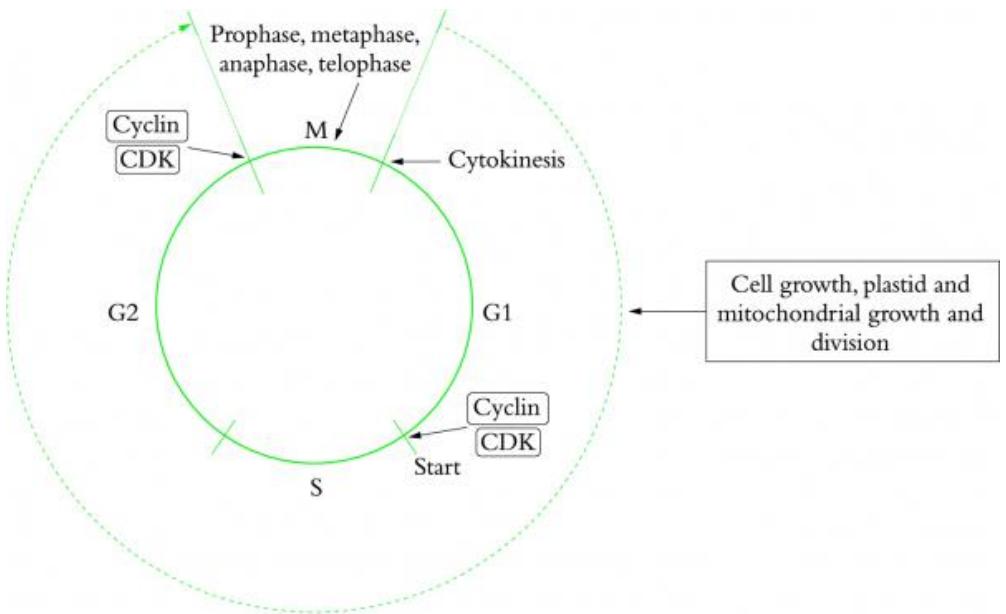 Prophase, metaphase,
anaphase, telophase
Cyclin
CDK
M
Cytokinesis
G2
G1
Cell growth, plastid and
mitochondrial growth and
division
Cyclin
CDK
Start
S